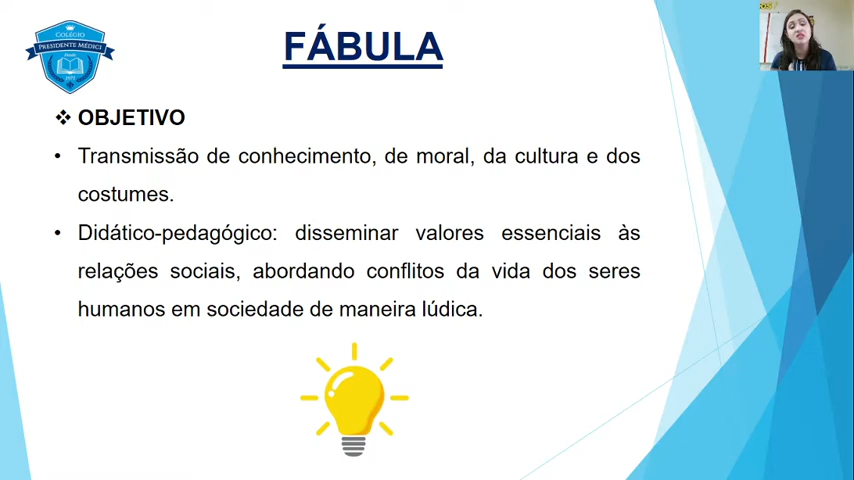 FÁBULA
COLÉGIO
PRESIDENTE MÉDICI
❖ OBJETIVO
• Transmissão de conhecimento, de moral, da cultura e dos
costumes.
• Didático-pedagógico: disseminar valores essenciais às
relações sociais, abordando conflitos da vida dos seres
humanos em sociedade de maneira lúdica.